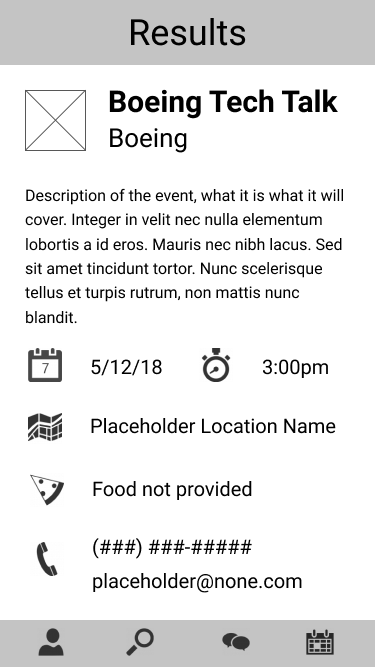 Results
Boeing Tech Talk
Boeing
Description of the event, what it is what it will
cover. Integer in velit nec nulla elementum
lobortis a id eros. Mauris nec nibh lacus. Sed
sit amet tincidunt tortor. Nunc scelerisque
tellus et turpis rutrum, non mattis nunc
blandit.
7 5/12/18 3:00pm
Placeholder Location Name
Food not provided
(###) ###-#####
placeholder@none.com